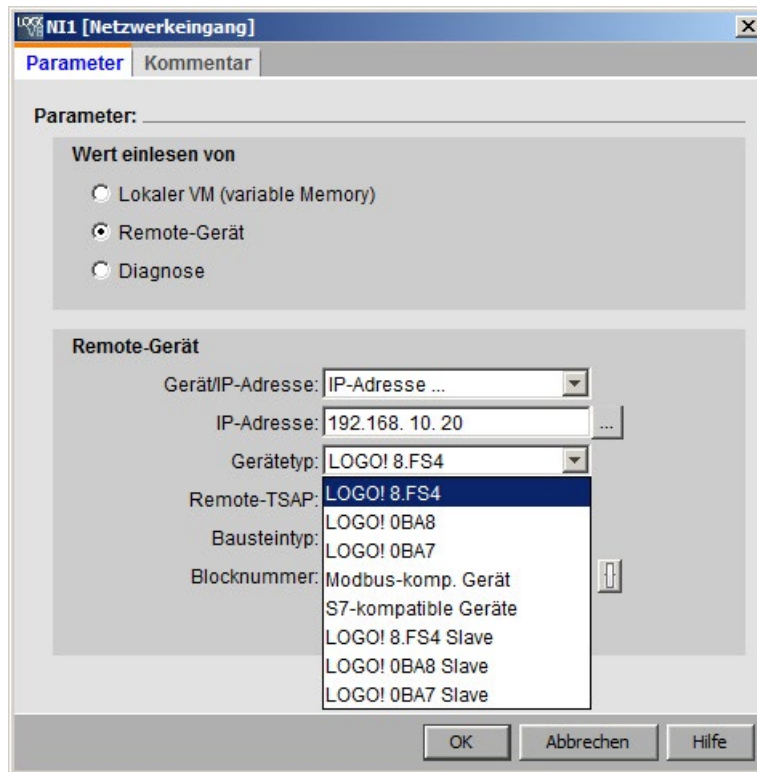 NI1 [Netzwerkeingang]
Parameter Kommentar
Parameter:
Wert einlesen von
Lokaler VM (variable Memory)
Remote-Gerät
Diagnose
Remote-Gerät
Gerät/IP-Adresse: IP-Adresse ...
IP-Adresse: 192.168. 10. 20 ...
Gerätetyp: LOGO! 8.FS4
Remote-TSAP: LOGO! 8.FS4
LOGO! 0BA8
Bausteintyp: LOGO! 0BA7
Blocknummer: Modbus-komp. Gerät
S7-kompatible Geräte
LOGO! 8.FS4 Slave
LOGO! 0BA8 Slave
LOGO! 0BA7 Slave
OK Abbrechen Hilfe